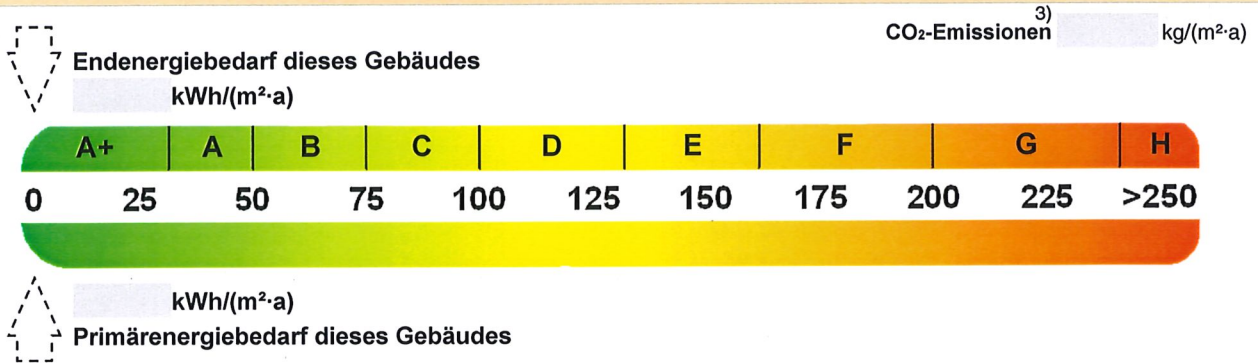 3)
CO₂-Emissionen kg/(m²·a)
Endenergiebedarf dieses Gebäudes
kWh/(m²·a)
A+ A B C D E F G H
0 25 50 75 100 125 150 175 200 225 >250
kWh/(m²·a)
Primärenergiebedarf dieses Gebäudes